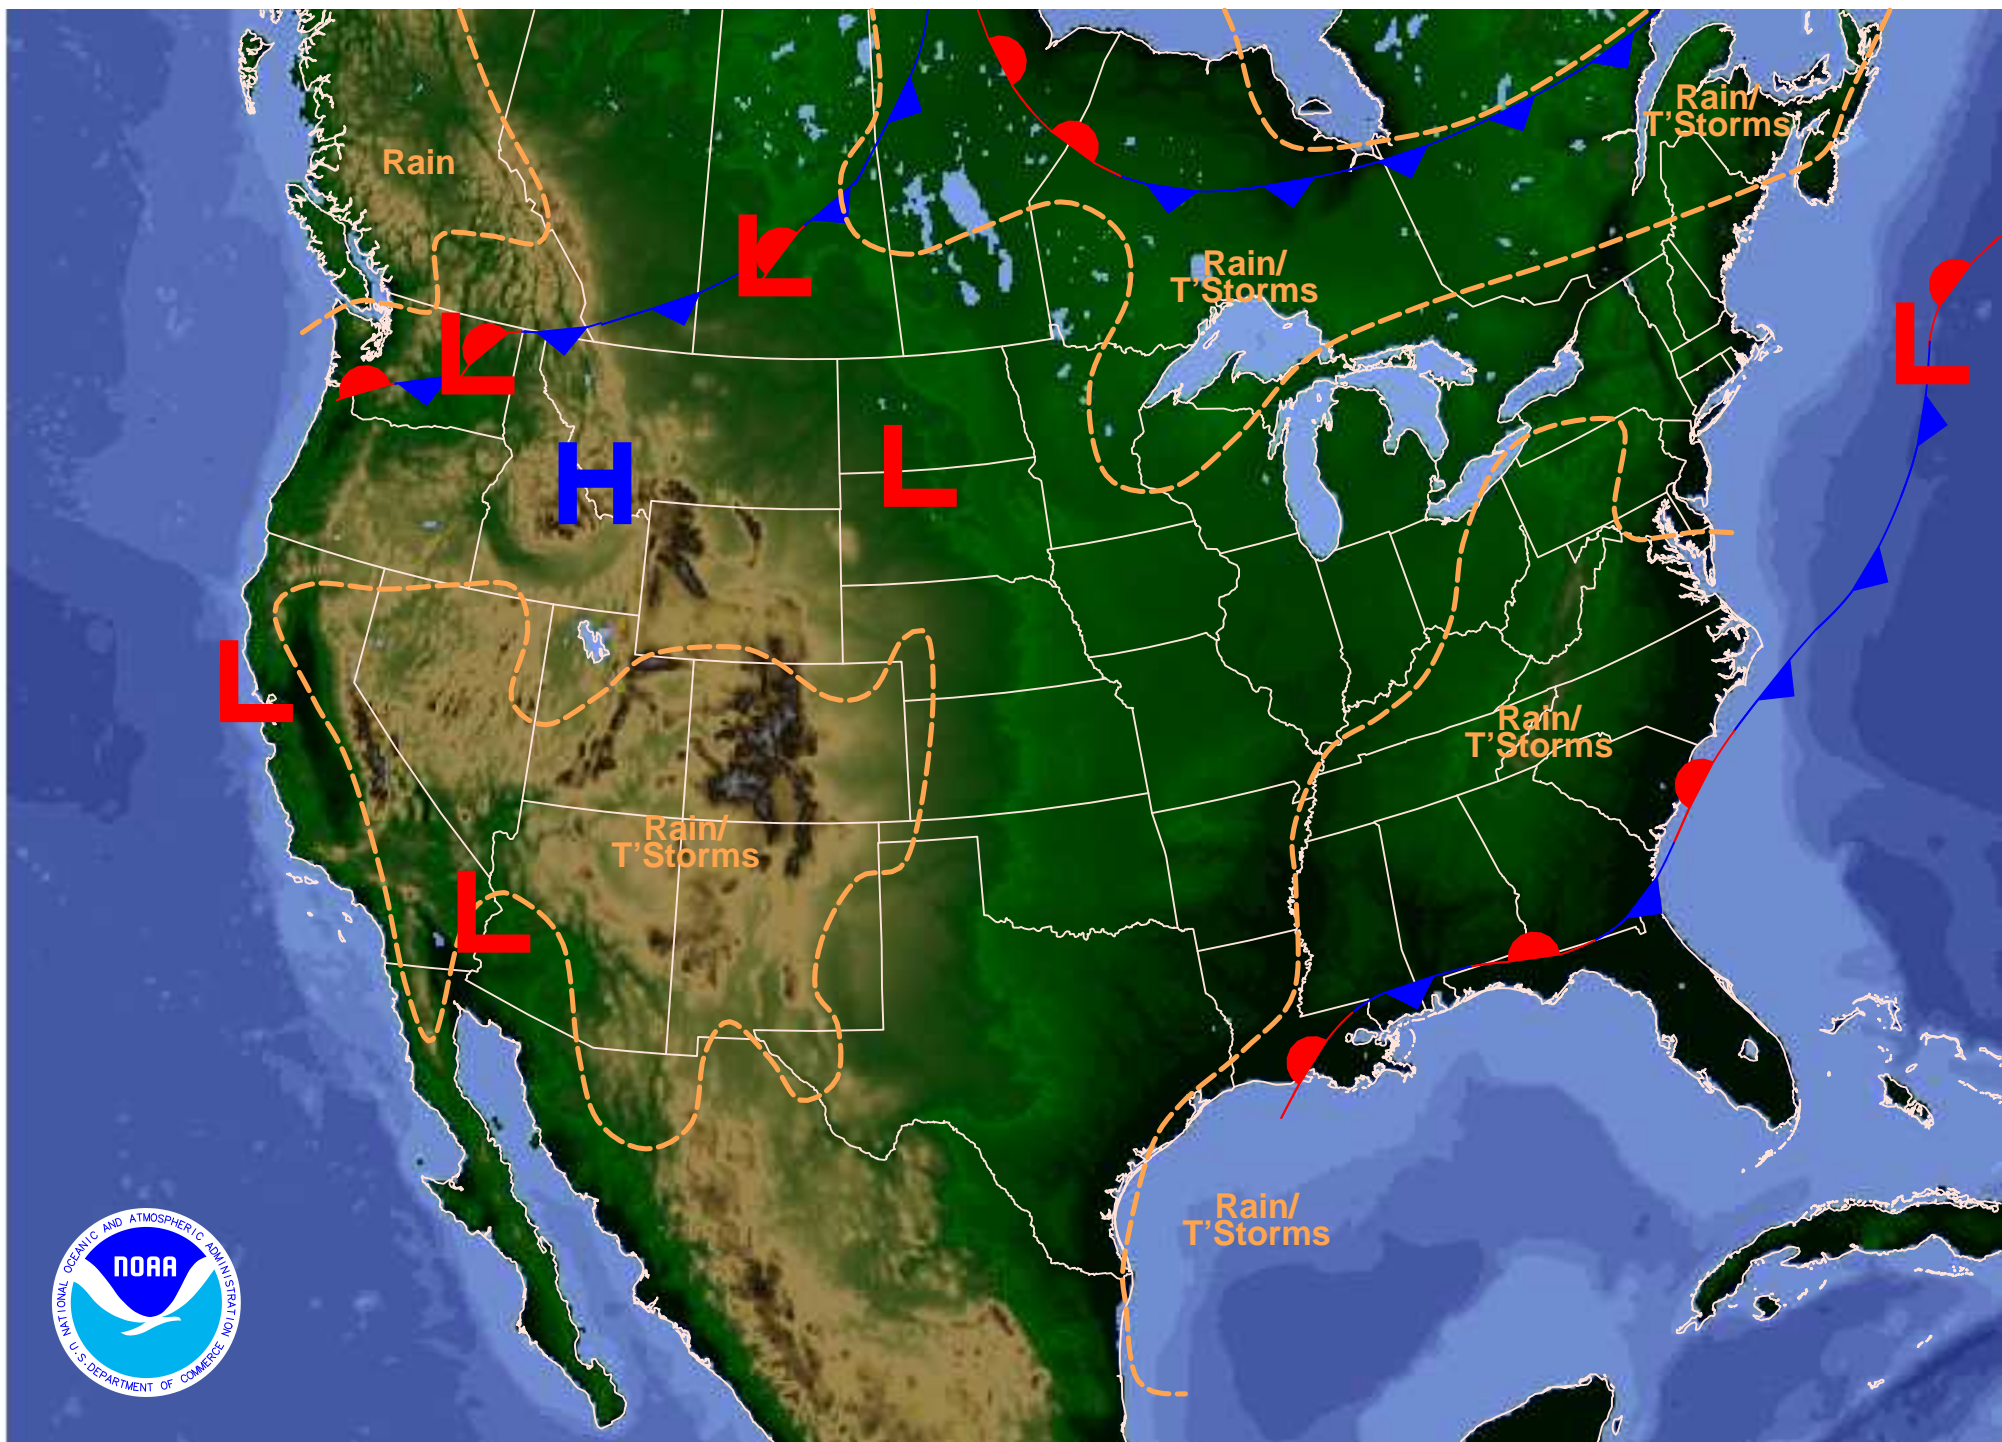 Rain/
T'Storms
Rain
L
Rain/
T'Storms
L
L
L
H
L
L
Rain/
T'Storms
Rain/
T'Storms
L
Rain/
T'Storms
NATIONAL OCEANIC AND ATMOSPHERIC ADMINISTRATION
NOAA
U.S. DEPARTMENT OF COMMERCE